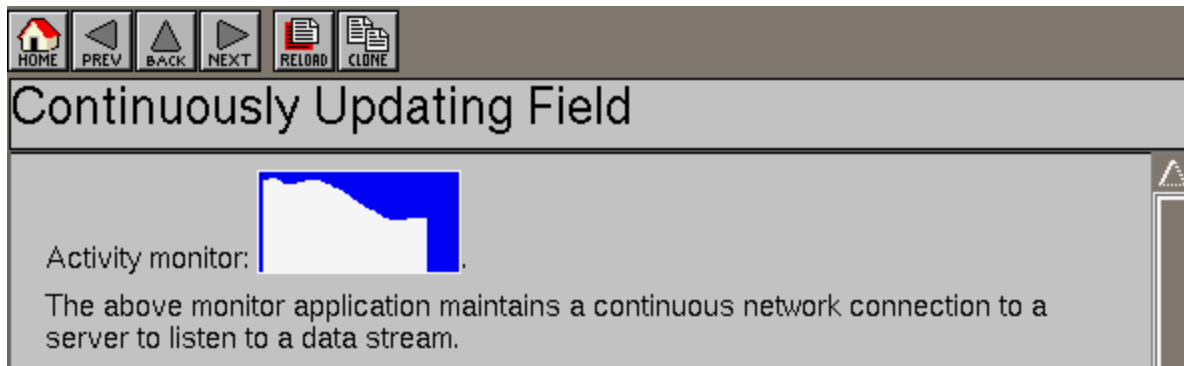 HOME PREV BACK NEXT RELOAD CLONE
Continuously Updating Field
Activity monitor: .
The above monitor application maintains a continuous network connection to a
server to listen to a data stream.